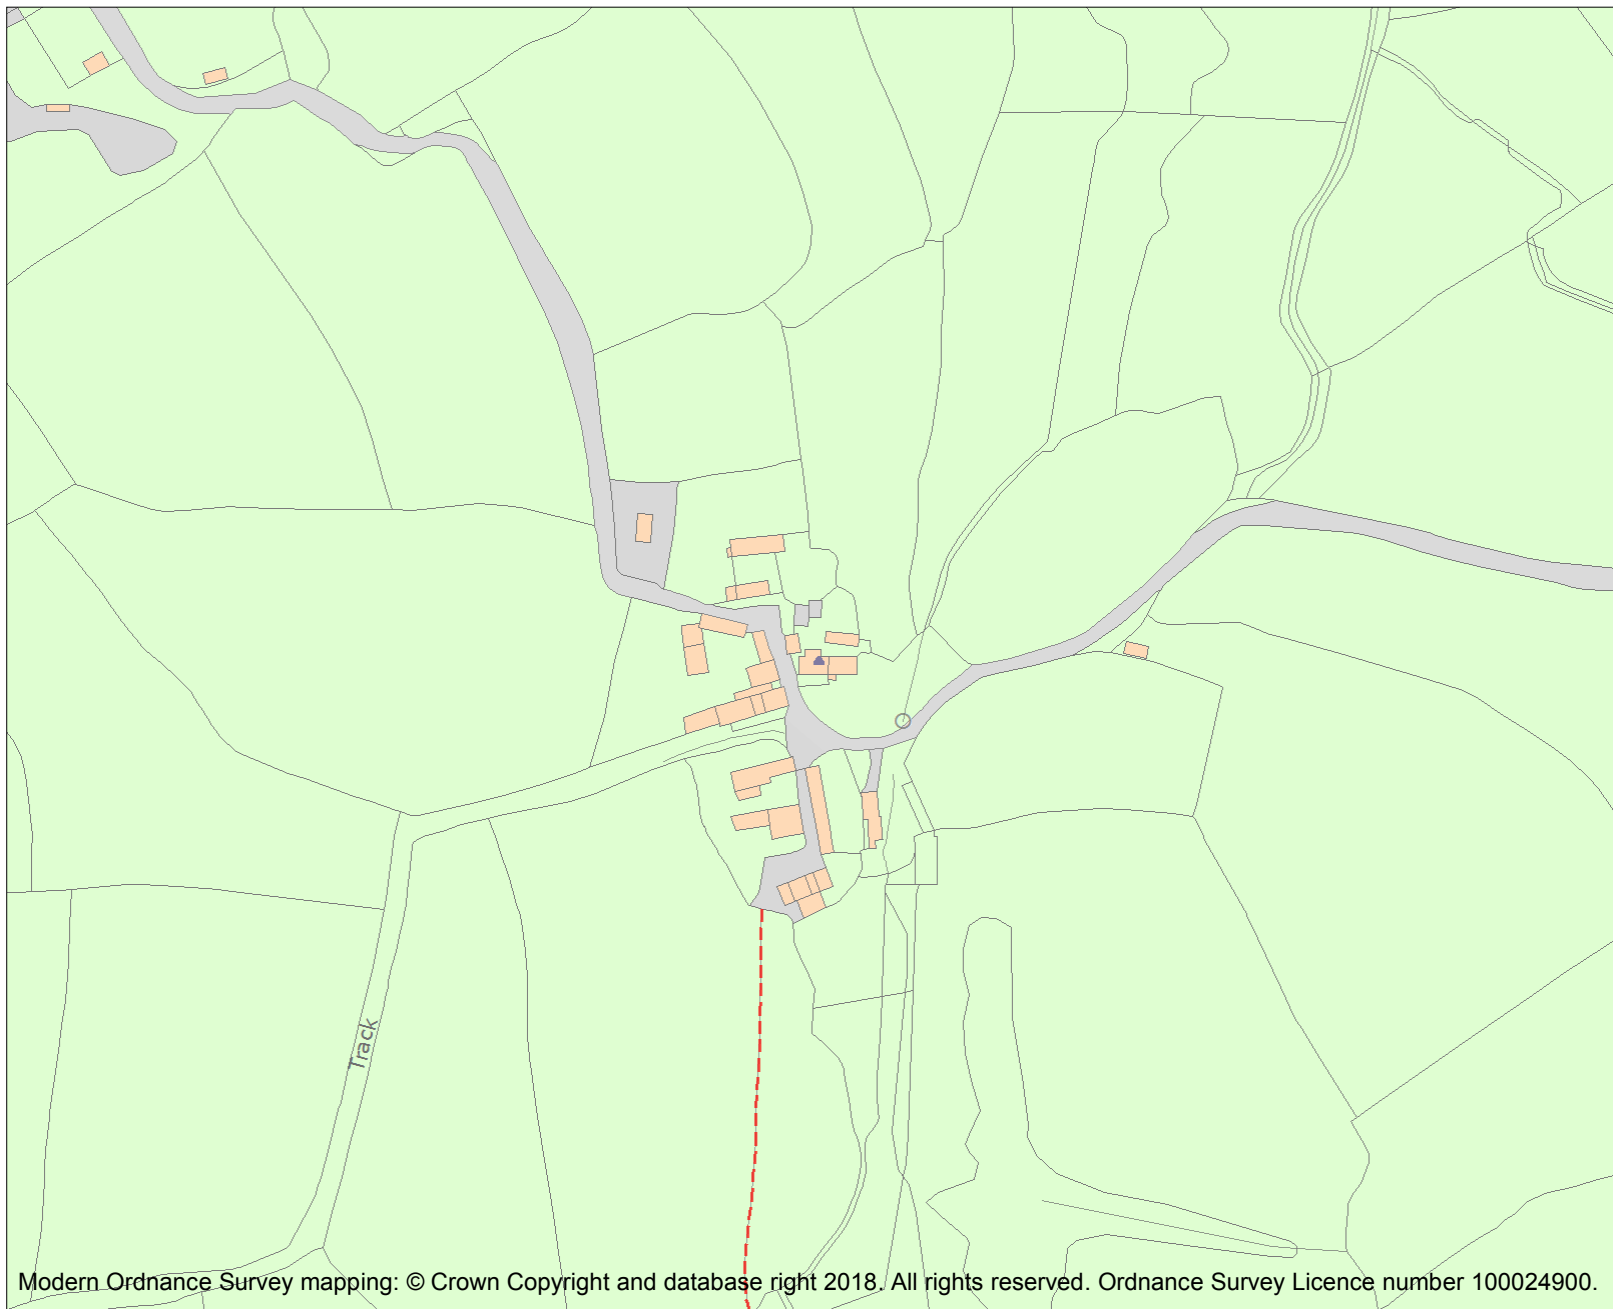 Track
Modern Ordnance Survey mapping: © Crown Copyright and database right 2018. All rights reserved. Ordnance Survey Licence number 100024900.